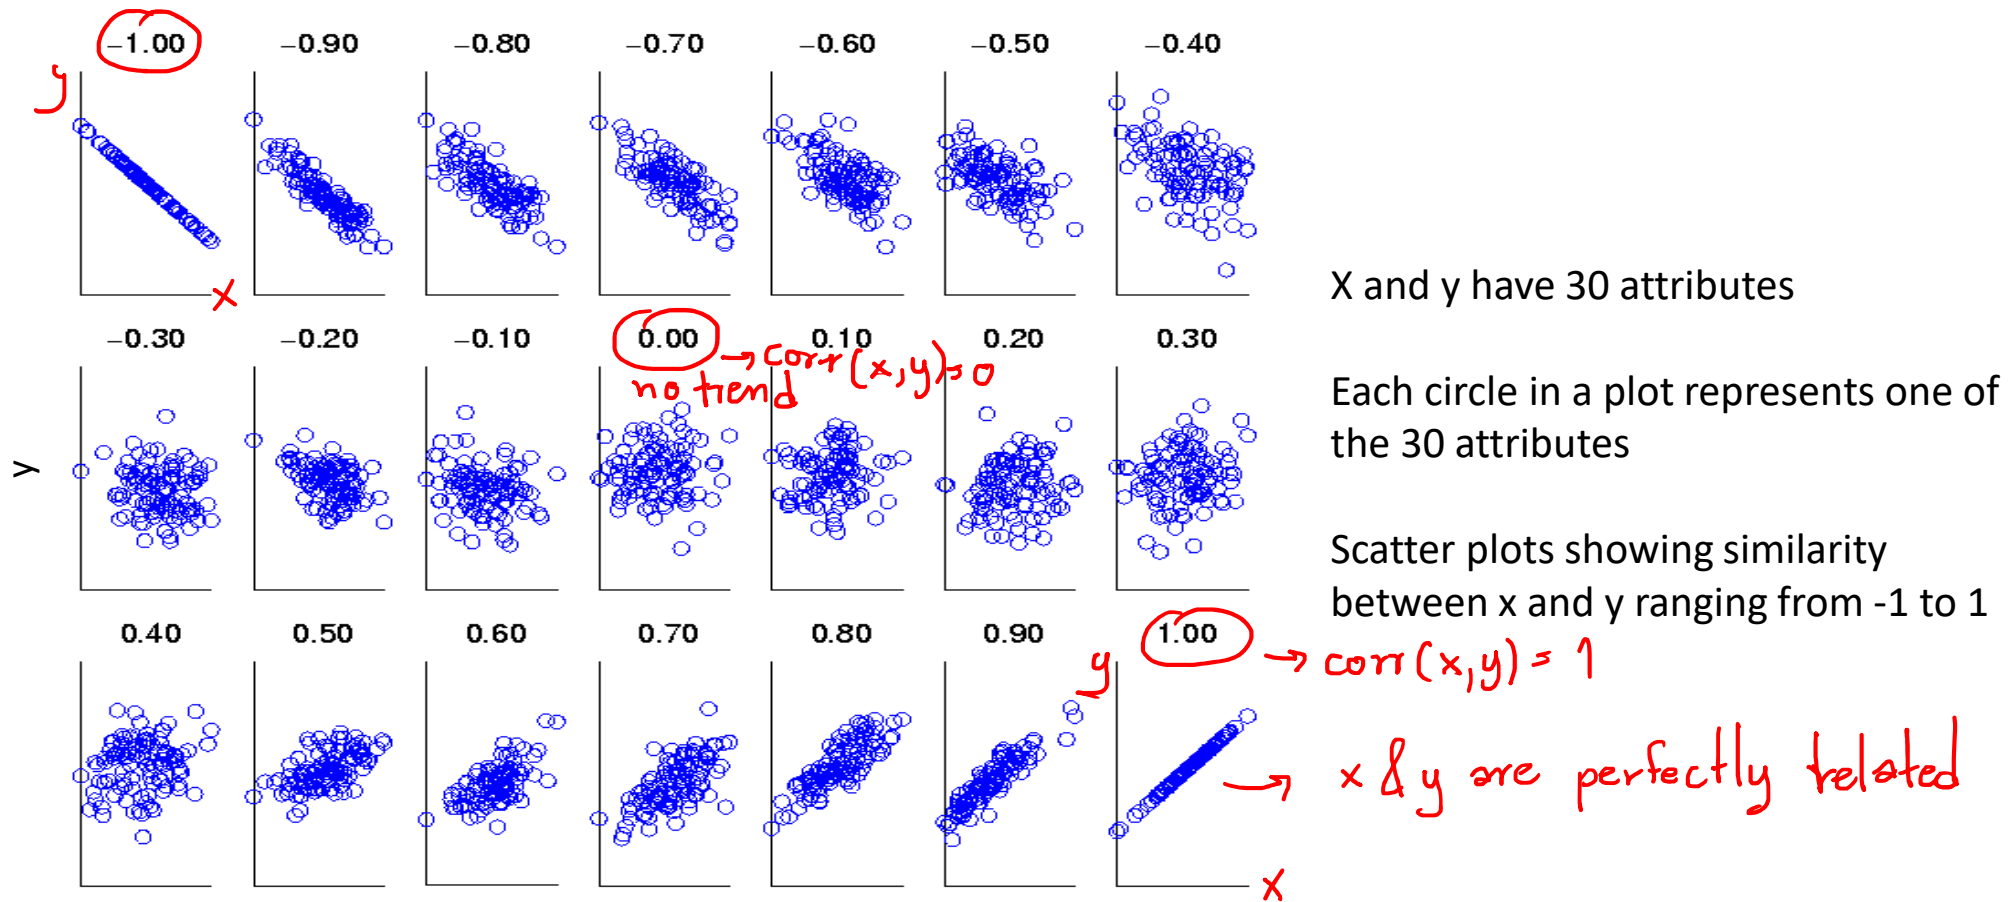 −1.00 −0.90 −0.80 −0.70 −0.60 −0.50 −0.40
y
x
−0.30 −0.20 −0.10 0.00 0.10 0.20 0.30
→ corr (x,y)=0
no trend
y
0.40 0.50 0.60 0.70 0.80 0.90 1.00
y
x
X and y have 30 attributes
Each circle in a plot represents one of
the 30 attributes
Scatter plots showing similarity
between x and y ranging from -1 to 1
→ corr (x,y) = 1
→ x & y are perfectly related